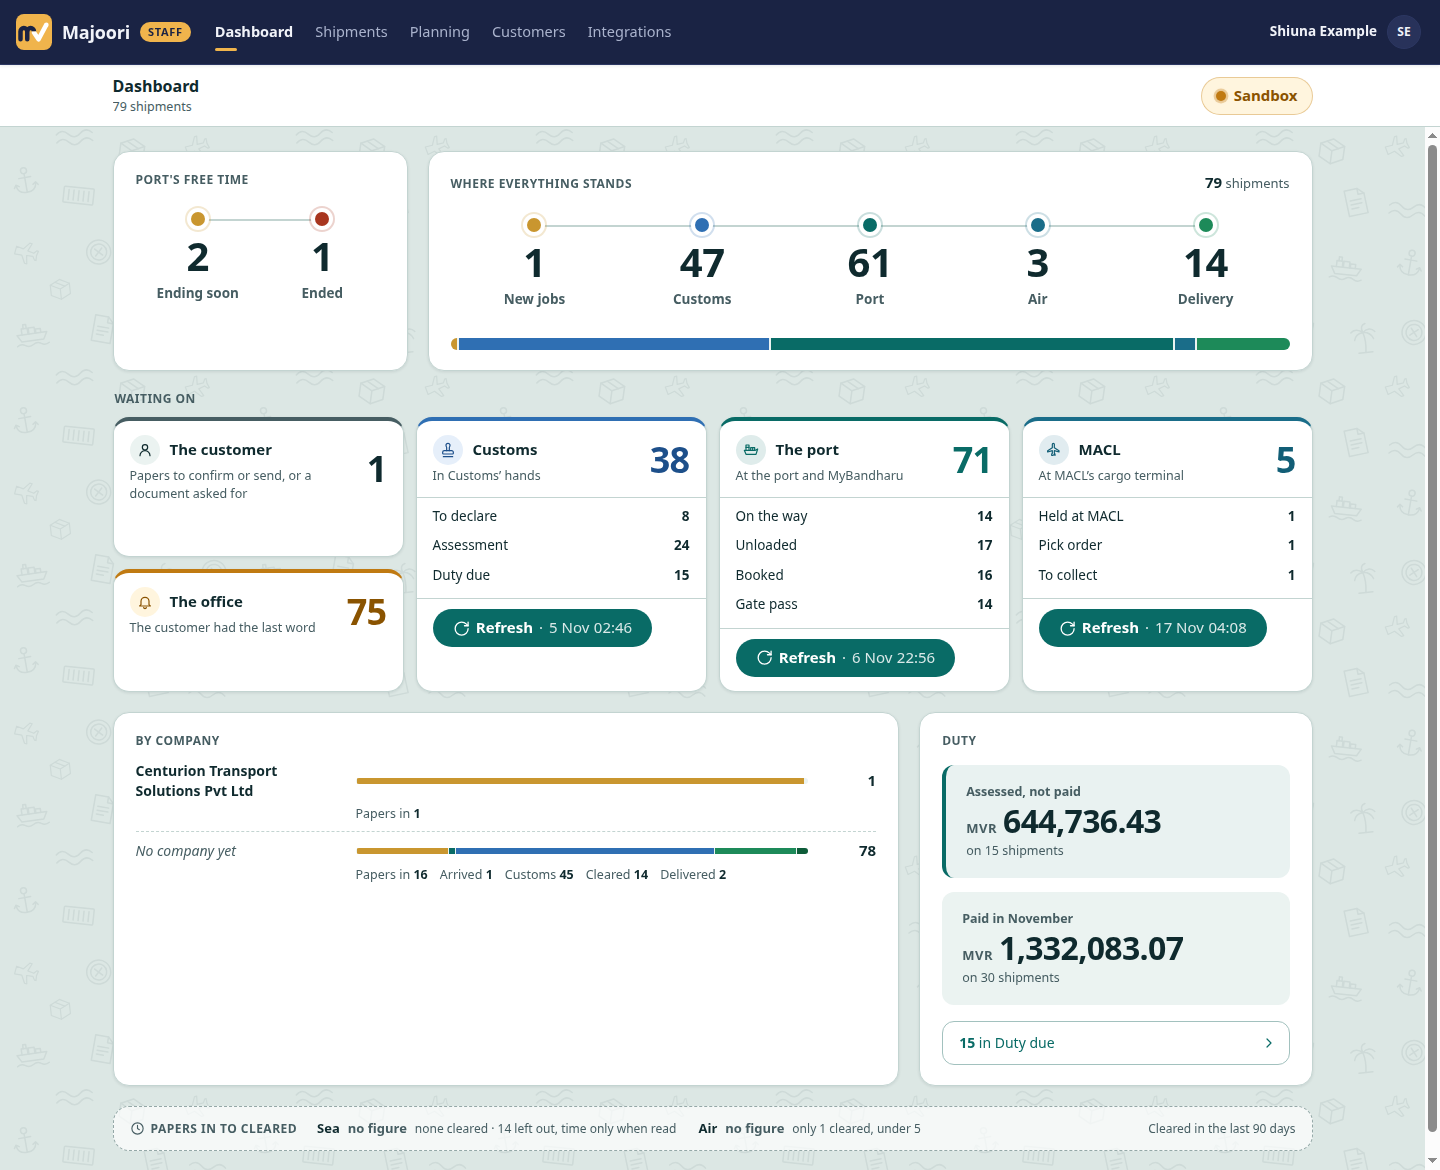 Majoori STAFF Dashboard Shipments Planning Customers Integrations Shiuna Example SE
Dashboard
79 shipments
Sandbox
PORT'S FREE TIME
2 1
Ending soon Ended
WHERE EVERYTHING STANDS 79 shipments
1 47 61 3 14
New jobs Customs Port Air Delivery
WAITING ON
The customer
Papers to confirm or send, or a
document asked for
1
The office
The customer had the last word
75
Customs
In Customs’ hands
38
To declare 8
Assessment 24
Duty due 15
Refresh · 5 Nov 02:46
The port
At the port and MyBandharu
71
On the way 14
Unloaded 17
Booked 16
Gate pass 14
Refresh · 6 Nov 22:56
MACL
At MACL’s cargo terminal
5
Held at MACL 1
Pick order 1
To collect 1
Refresh · 17 Nov 04:08
BY COMPANY
Centurion Transport
Solutions Pvt Ltd
1
Papers in 1
No company yet 78
Papers in 16 Arrived 1 Customs 45 Cleared 14 Delivered 2
DUTY
Assessed, not paid
MVR 644,736.43
on 15 shipments
Paid in November
MVR 1,332,083.07
on 30 shipments
15 in Duty due
PAPERS IN TO CLEARED Sea no figure none cleared · 14 left out, time only when read Air no figure only 1 cleared, under 5 Cleared in the last 90 days